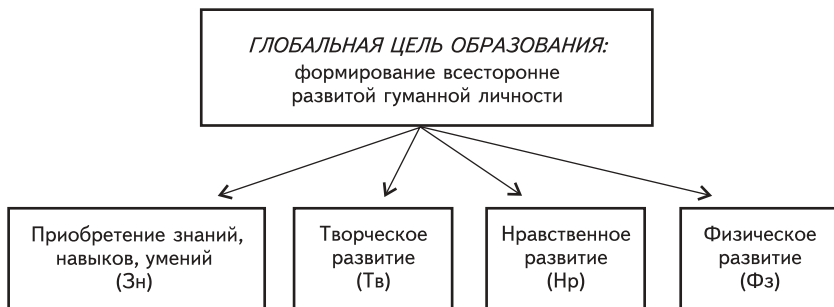 ГЛОБАЛЬНАЯ ЦЕЛЬ ОБРАЗОВАНИЯ:
формирование всесторонне
развитой гуманной личности
Приобретение знаний,
навыков, умений
(Зн)
Творческое
развитие
(Тв)
Нравственное
развитие
(Нр)
Физическое
развитие
(Фз)